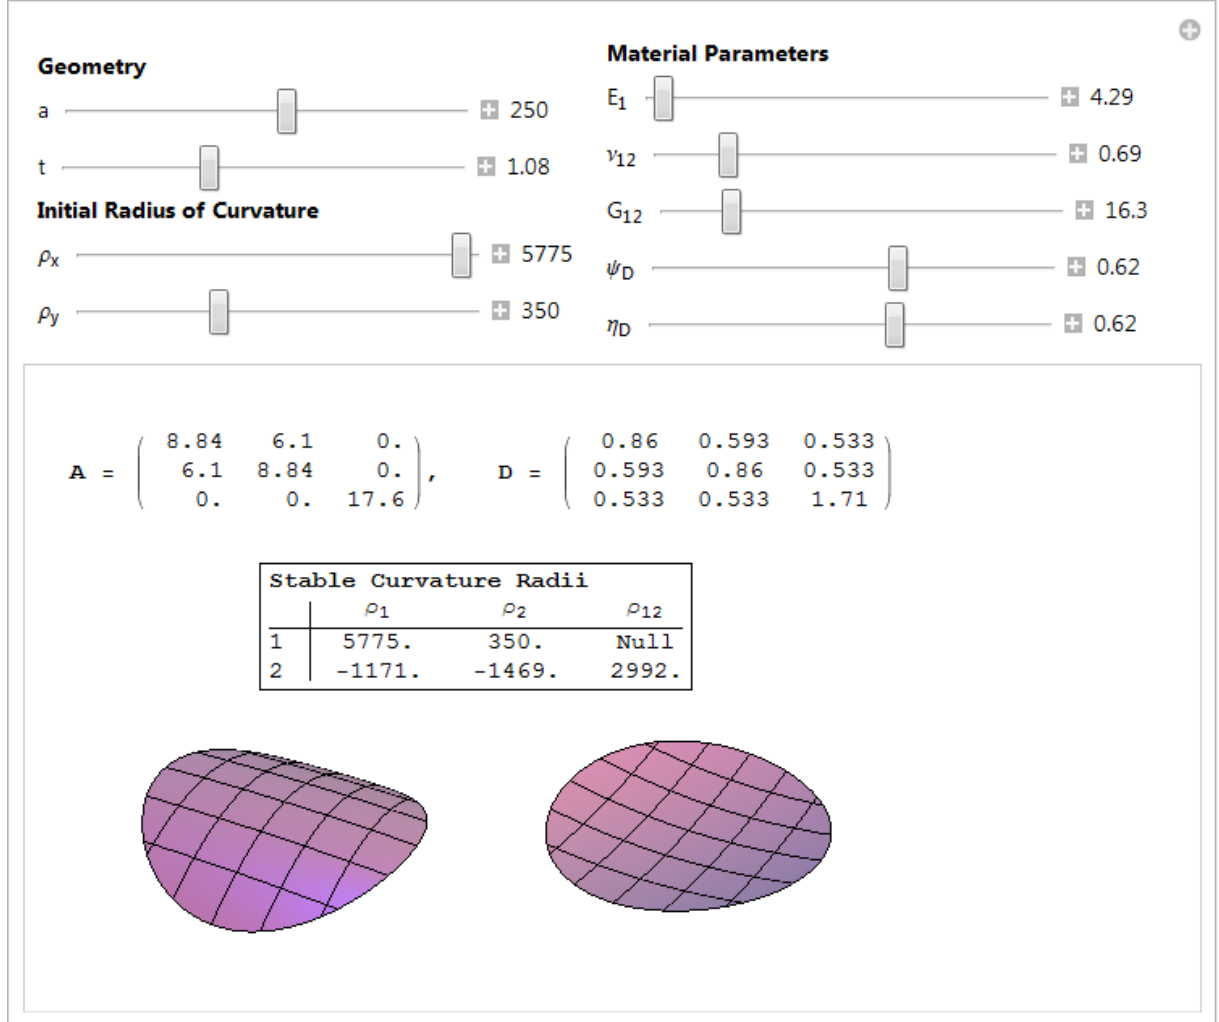 Geometry
a 250
t 1.08
Initial Radius of Curvature
ρx 5775
ρy 350
Material Parameters
E1 4.29
ν12 0.69
G12 16.3
ψD 0.62
ηD 0.62
A = ( 8.84 6.1 0. ) , D = ( 0.86 0.593 0.533 )
6.1 8.84 0. 0.593 0.86 0.533
0. 0. 17.6 0.533 0.533 1.71
Stable Curvature Radii
ρ1 ρ2 ρ12
1 5775. 350. Null
2 -1171. -1469. 2992.